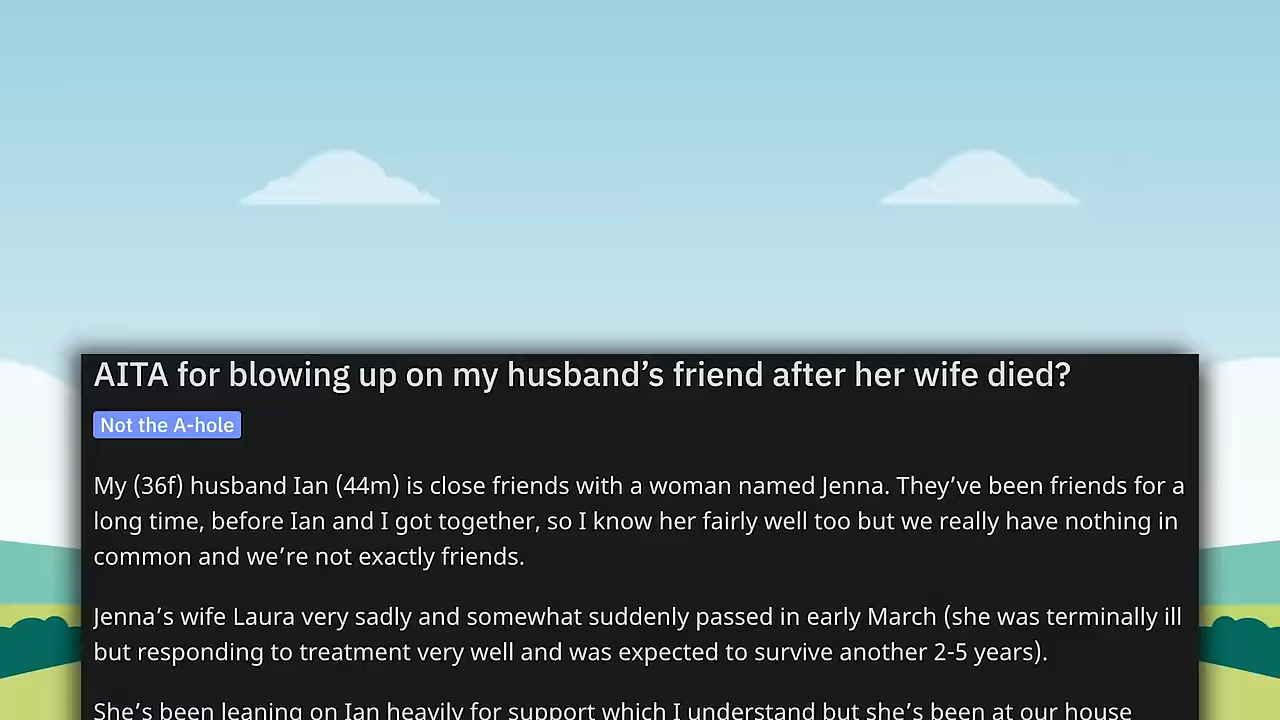 AITA for blowing up on my husband’s friend after her wife died?
Not the A-hole
My (36f) husband Ian (44m) is close friends with a woman named Jenna. They’ve been friends for a
long time, before Ian and I got together, so I know her fairly well too but we really have nothing in
common and we’re not exactly friends.
Jenna’s wife Laura very sadly and somewhat suddenly passed in early March (she was terminally ill
but responding to treatment very well and was expected to survive another 2-5 years).
She’s been leaning on Ian heavily for support which I understand but she’s been at our house